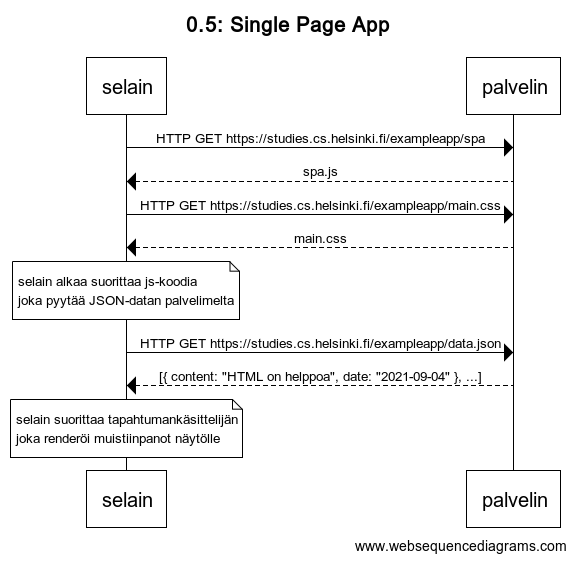 0.5: Single Page App
selain
palvelin
HTTP GET https://studies.cs.helsinki.fi/exampleapp/spa
spa.js
HTTP GET https://studies.cs.helsinki.fi/exampleapp/main.css
main.css
selain alkaa suorittaa js-koodia
joka pyytää JSON-datan palvelimelta
HTTP GET https://studies.cs.helsinki.fi/exampleapp/data.json
[{ content: "HTML on helppoa", date: "2021-09-04" }, ...]
selain suorittaa tapahtumankäsittelijän
joka renderöi muistiinpanot näytölle
selain
palvelin
www.websequencediagrams.com